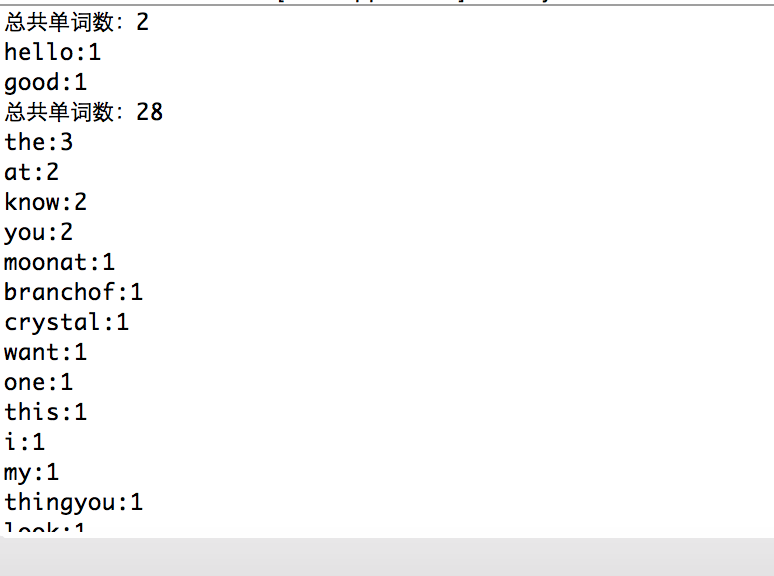 总共单词数：2
hello:1
good:1
总共单词数：28
the:3
at:2
know:2
you:2
moonat:1
branchof:1
crystal:1
want:1
one:1
this:1
i:1
my:1
thingyou:1
look:1